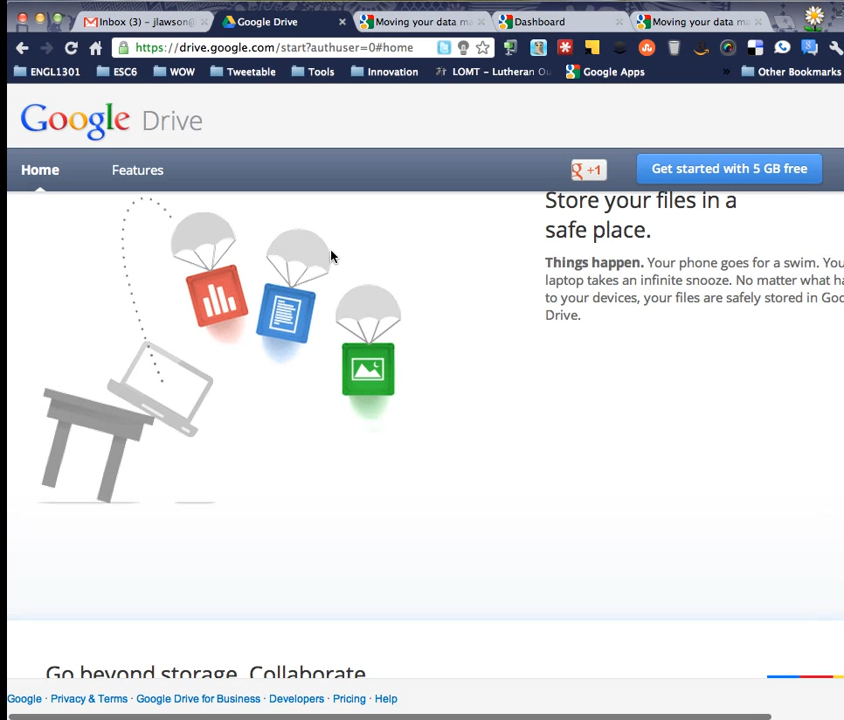 Inbox (3) – jlawson@
Google Drive
Moving your data
Dashboard
Moving your data
https://drive.google.com/start?authuser=0#home
ENGL1301
ESC6
WOW
Tweetable
Tools
Innovation
LOMT – Lutheran Ou
Google Apps
»
Other Bookmarks
Google Drive
Home
Features
g +1
Get started with 5 GB free
Store your files in a
safe place.
Things happen. Your phone goes for a swim. You
laptop takes an infinite snooze. No matter what ha
to your devices, your files are safely stored in Goo
Drive.
Go beyond storage. Collaborate
Google · Privacy & Terms · Google Drive for Business · Developers · Pricing · Help